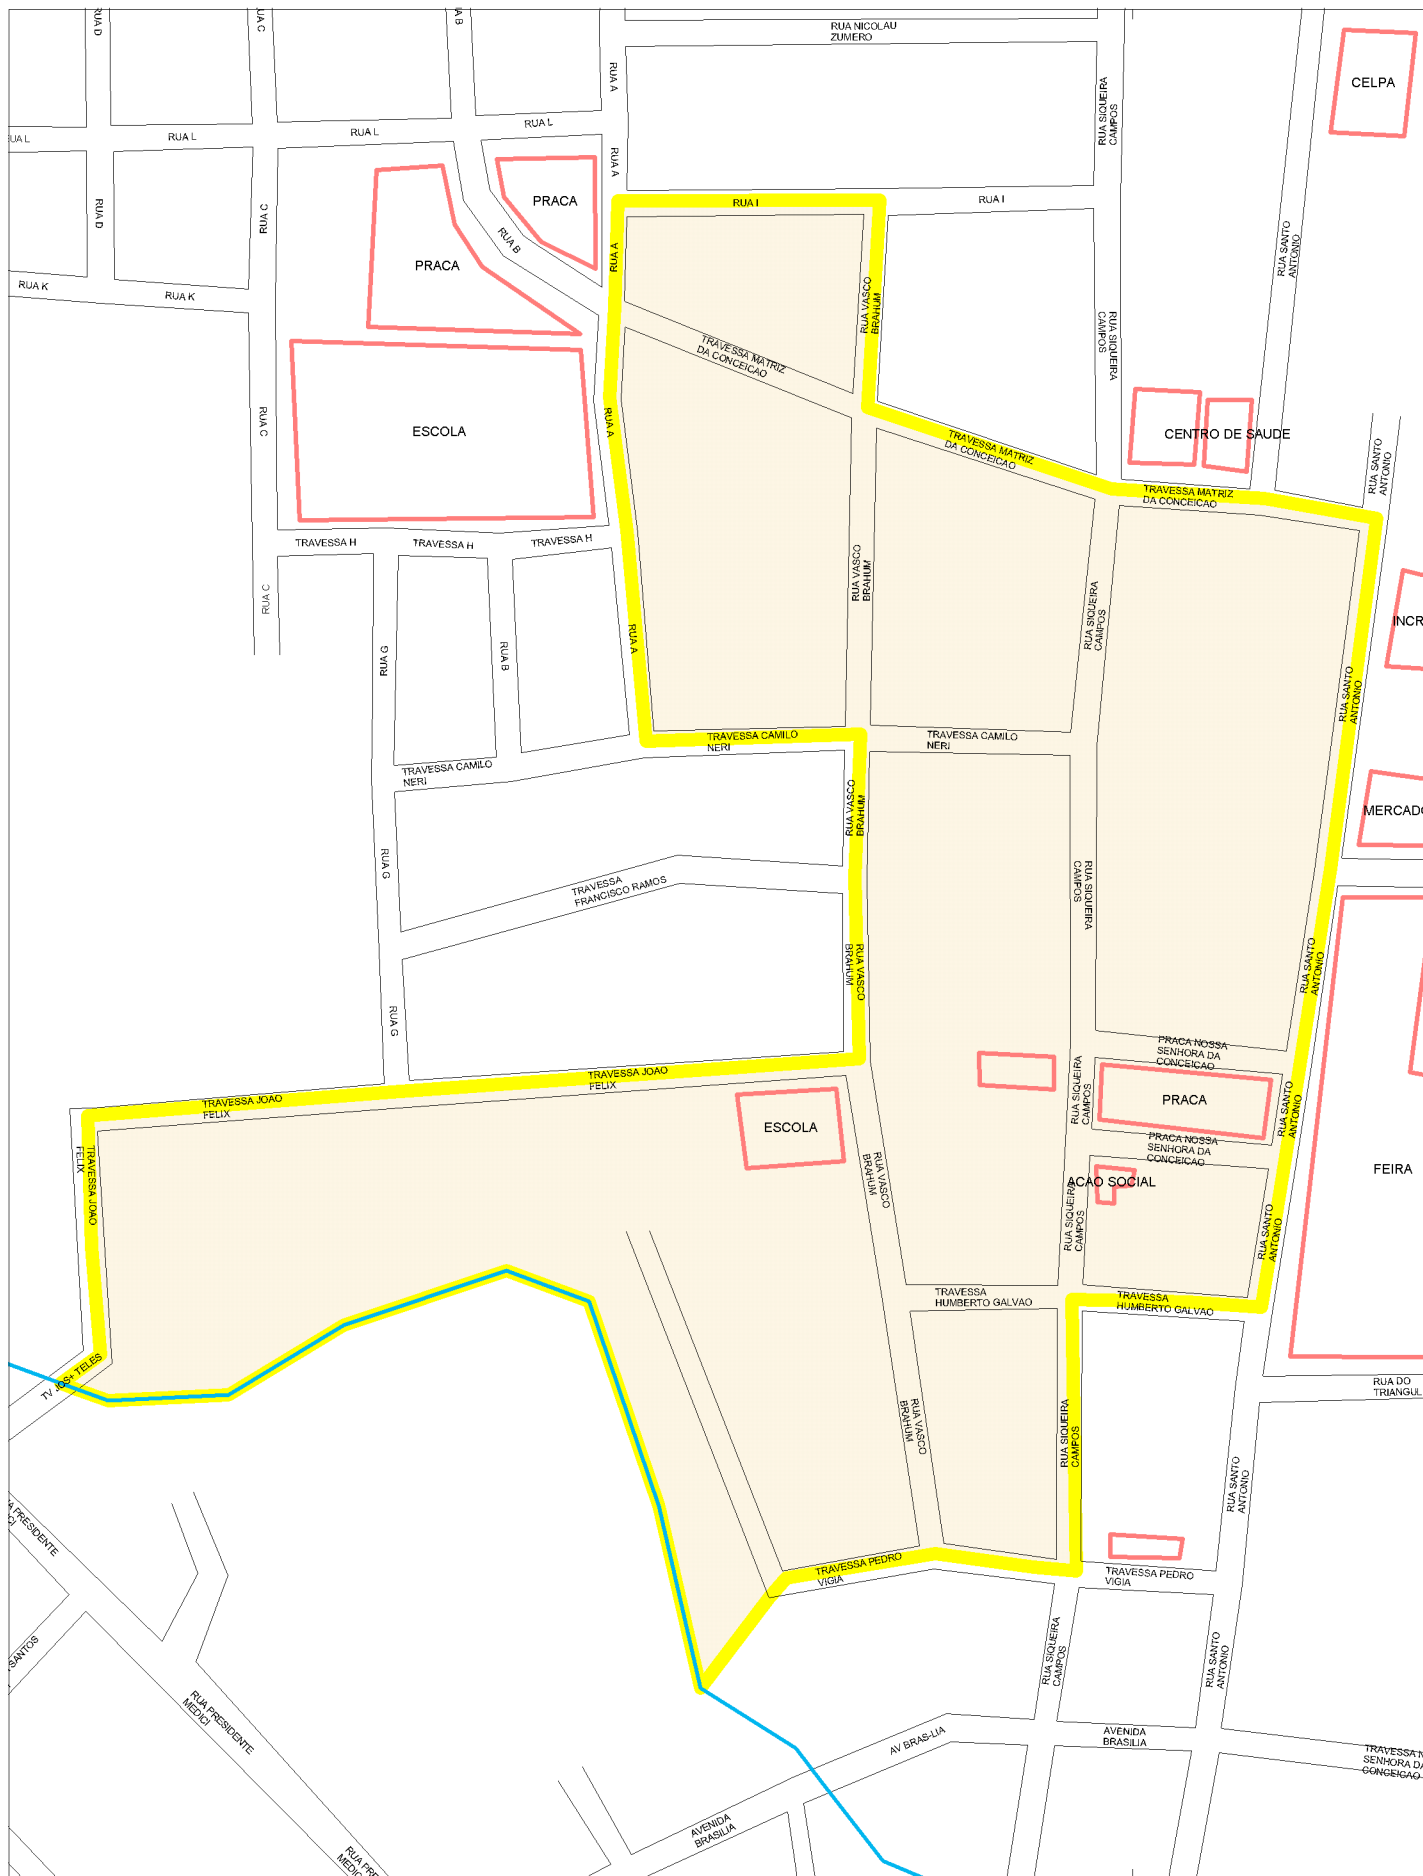 RUA D
RUA C
RUA B
RUA NICOLAU
ZUMERO
RUA A
CELPA
RUA SIQUEIRA
CAMPOS
RUA L
RUA L
RUA L
RUA A
RUA D
RUA C
PRACA
RUA I
RUA I
RUA B
RUA A
PRACA
RUA SANTO
ANTONIO
RUA K
RUA K
RUA VASCO
BRAHUM
RUA SIQUEIRA
CAMPOS
TRAVESSA MATRIZ
DA CONCEICAO
RUA C
ESCOLA
RUA A
TRAVESSA MATRIZ
DA CONCEICAO
CENTRO DE SAUDE
RUA SANTO
ANTONIO
TRAVESSA MATRIZ
DA CONCEICAO
TRAVESSA H
TRAVESSA H
TRAVESSA H
RUA VASCO
BRAHUM
RUA C
RUA SIQUEIRA
CAMPOS
RUA G
RUA B
RUA A
RUA SANTO
ANTONIO
TRAVESSA CAMILO
NERI
TRAVESSA CAMILO
NERI
TRAVESSA CAMILO
NERI
RUA VASCO
BRAHUM
RUA G
TRAVESSA
FRANCISCO RAMOS
RUA SIQUEIRA
CAMPOS
RUA VASCO
BRAHUM
RUA SANTO
ANTONIO
RUA G
PRACA NOSSA
SENHORA DA
CONCEICAO
TRAVESSA JOAO
FELIX
TRAVESSA JOAO
FELIX
RUA SIQUEIRA
CAMPOS
PRACA
RUA SANTO
ANTONIO
ESCOLA
PRACA NOSSA
SENHORA DA
CONCEICAO
TRAVESSA JOAO
FELIX
RUA VASCO
BRAHUM
FEIRA
ACAO SOCIAL
RUA SIQUEIRA
CAMPOS
RUA SANTO
ANTONIO
TRAVESSA
HUMBERTO GALVAO
TRAVESSA
HUMBERTO GALVAO
TV JOS+ TELES
RUA DO
RUA VASCO
BRAHUM
RUA SIQUEIRA
CAMPOS
RUA SANTO
ANTONIO
PRESIDENTE
TRAVESSA PEDRO
VIGIA
TRAVESSA PEDRO
VIGIA
SANTOS
RUA SIQUEIRA
CAMPOS
RUA SANTO
ANTONIO
RUA PRESIDENTE
MEDICI
AV BRAS-LIA
AVENIDA
BRASILIA
TRAVESSA
SENHORA DA
CONCEICAO
AVENIDA
BRASILIA
RUA